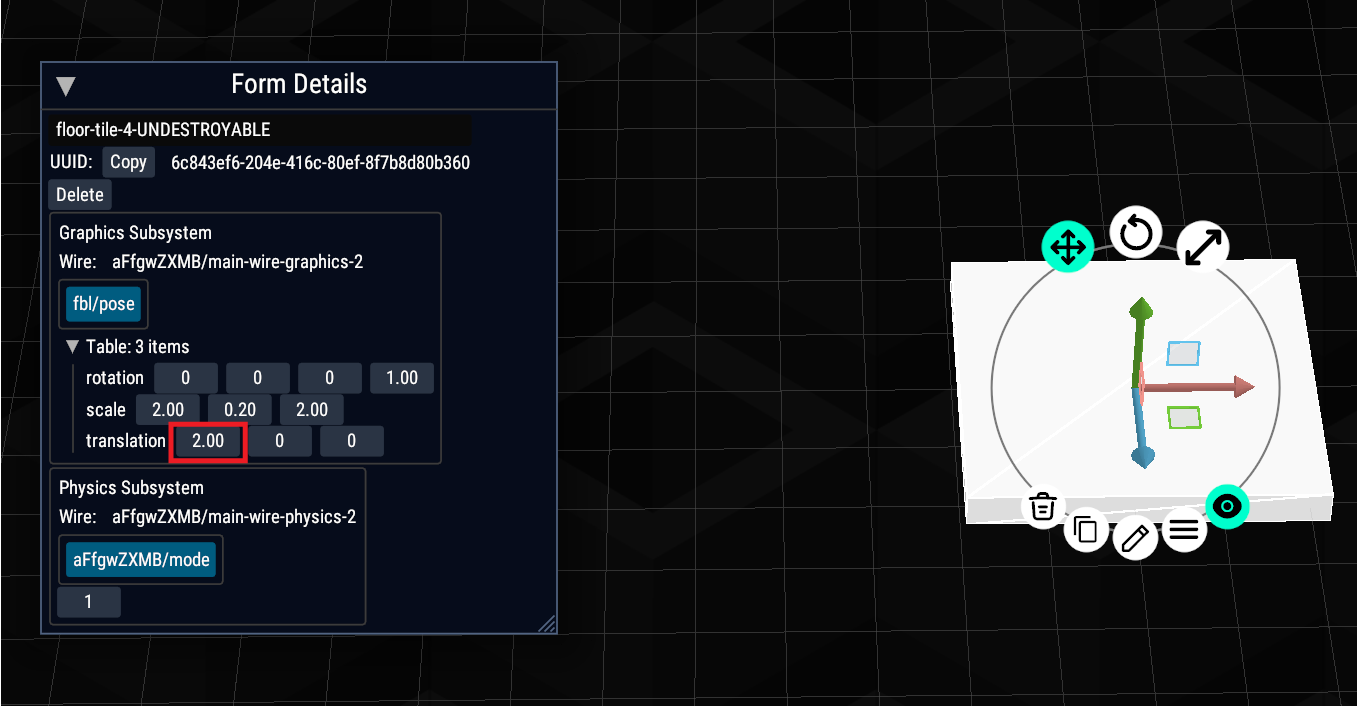 Form Details
floor-tile-4-UNDESTROYABLE
UUID: Copy 6c843ef6-204e-416c-80ef-8f7b8d80b360
Delete
Graphics Subsystem
Wire: aFfgwZXMB/main-wire-graphics-2
fbl/pose
Table: 3 items
rotation 0 0 0 1.00
scale 2.00 0.20 2.00
translation 2.00 0 0
Physics Subsystem
Wire: aFfgwZXMB/main-wire-physics-2
aFfgwZXMB/mode
1